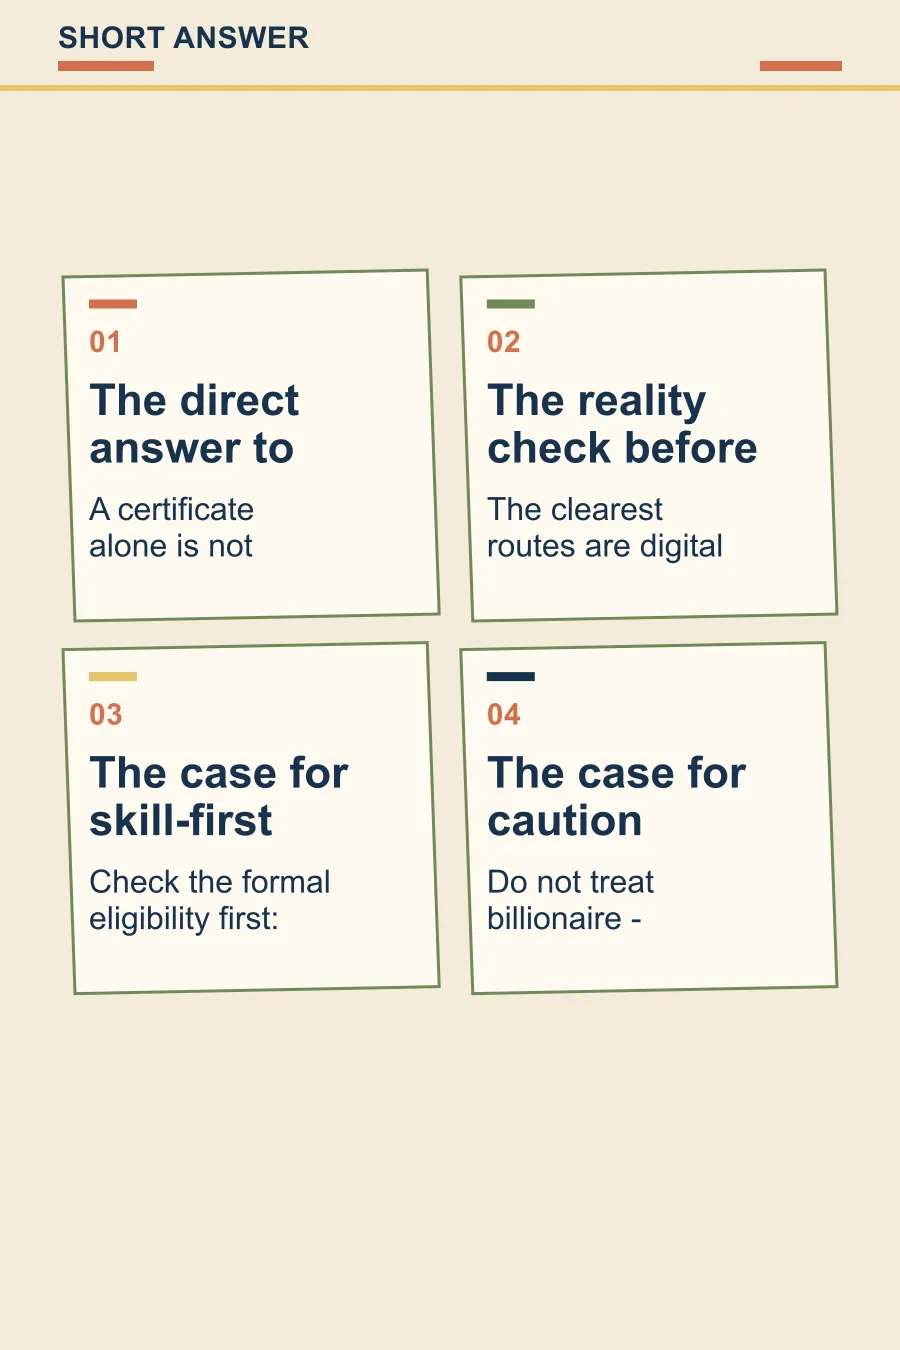 SHORT ANSWER
01
The direct
answer to
A certificate
alone is not
02
The reality
check before
The clearest
routes are digital
03
The case for
skill-first
Check the formal
eligibility first:
04
The case for
caution
Do not treat
billionaire -